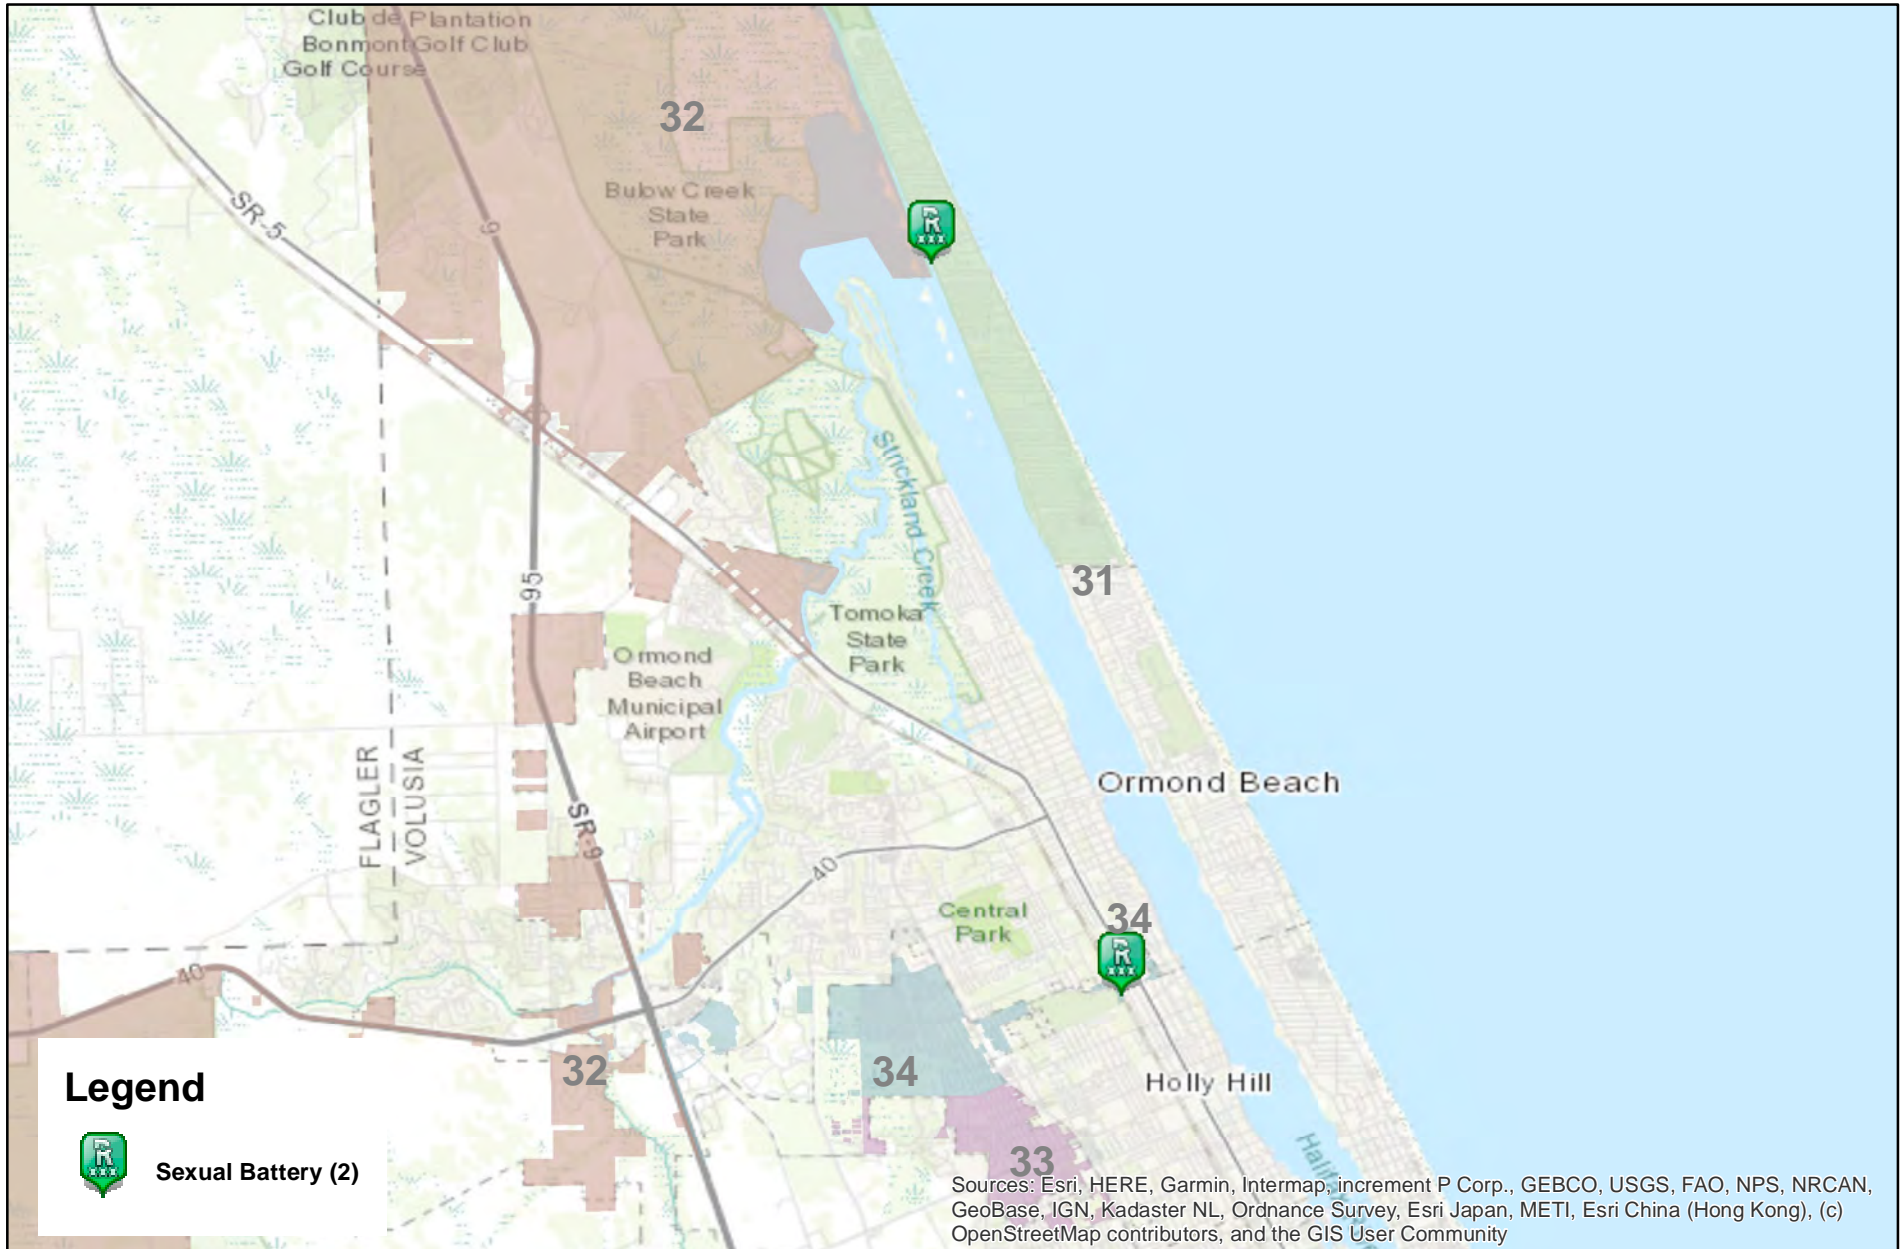 Club de Plantation
Bonmont Golf Club
Golf Course
32
Bulow Creek
State
Park
R
xxx
SR-5
9
Strickland Creek
31
95
Tomoka
State
Park
Ormond
Beach
Municipal
Airport
FLAGLER
VOLUSIA
Ormond Beach
SR-9
40
Central
Park
34
R
xxx
40
32
34
Holly Hill
33
Legend
R
xxx
Sexual Battery (2)
Sources: Esri, HERE, Garmin, Intermap, increment P Corp., GEBCO, USGS, FAO, NPS, NRCAN,
GeoBase, IGN, Kadaster NL, Ordnance Survey, Esri Japan, METI, Esri China (Hong Kong), (c)
OpenStreetMap contributors, and the GIS User Community